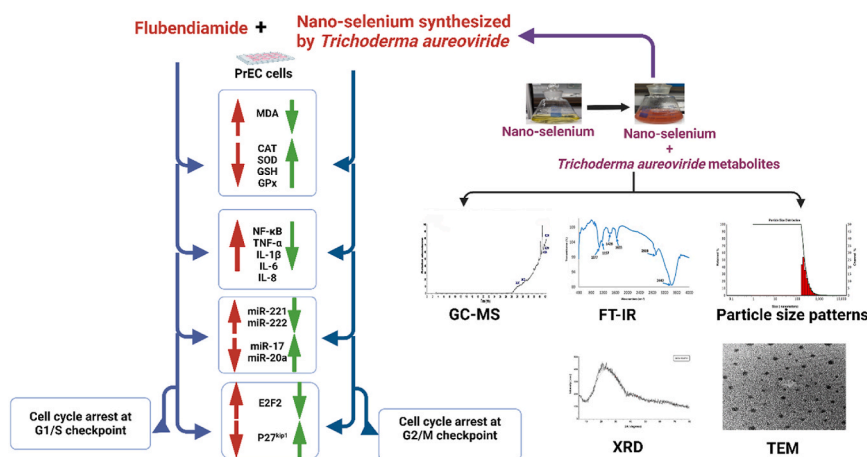 Flubendiamide +
Nano-selenium synthesized
by Trichoderma aureoviride
PrEC cells
MDA
CAT
SOD
GSH
GPx
NF-κB
TNF-α
IL-1β
IL-6
IL-8
miR-221
miR-222
miR-17
miR-20a
E2F2
P27kip1
Cell cycle arrest at
G1/S checkpoint
Cell cycle arrest at
G2/M checkpoint
Nano-selenium
Nano-selenium
+
Trichoderma aureoviride metabolites
GC-MS
FT-IR
Particle size patterns
XRD
TEM